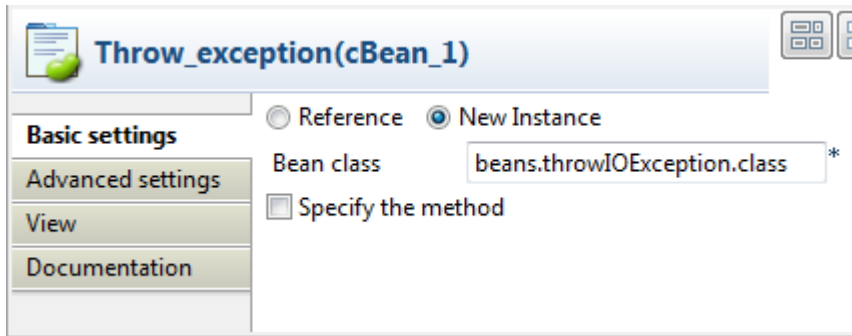 Throw_exception(cBean_1)
Basic settings
Advanced settings
View
Documentation
Reference New Instance
Bean class beans.throwIOException.class *
Specify the method